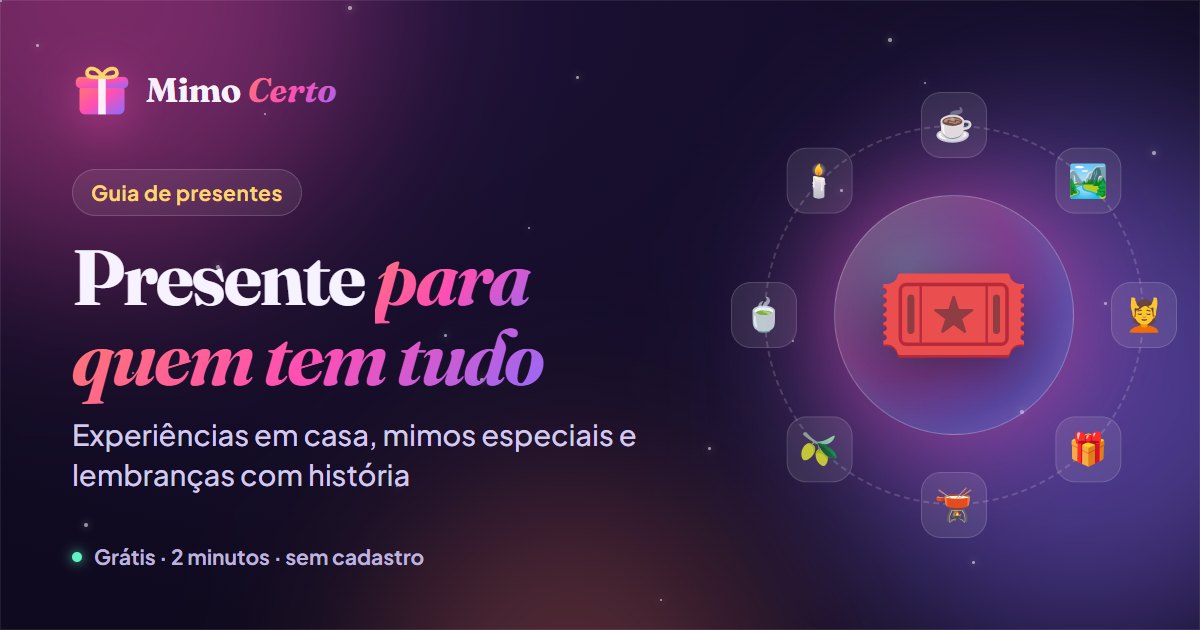 Mimo Certo
Guia de presentes
Presente para
quem tem tudo
Experiências em casa, mimos especiais e
lembranças com história
Grátis · 2 minutos · sem cadastro